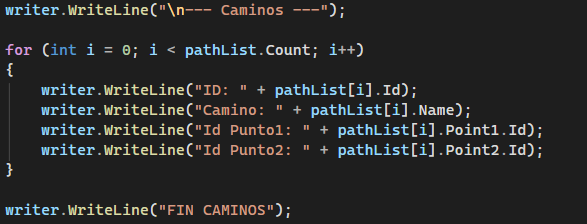 writer.WriteLine("\n--- Caminos ---");
for (int i = 0; i < pathList.Count; i++)
{
writer.WriteLine("ID: " + pathList[i].Id);
writer.WriteLine("Camino: " + pathList[i].Name);
writer.WriteLine("Id Punto1: " + pathList[i].Point1.Id);
writer.WriteLine("Id Punto2: " + pathList[i].Point2.Id);
}
writer.WriteLine("FIN CAMINOS");